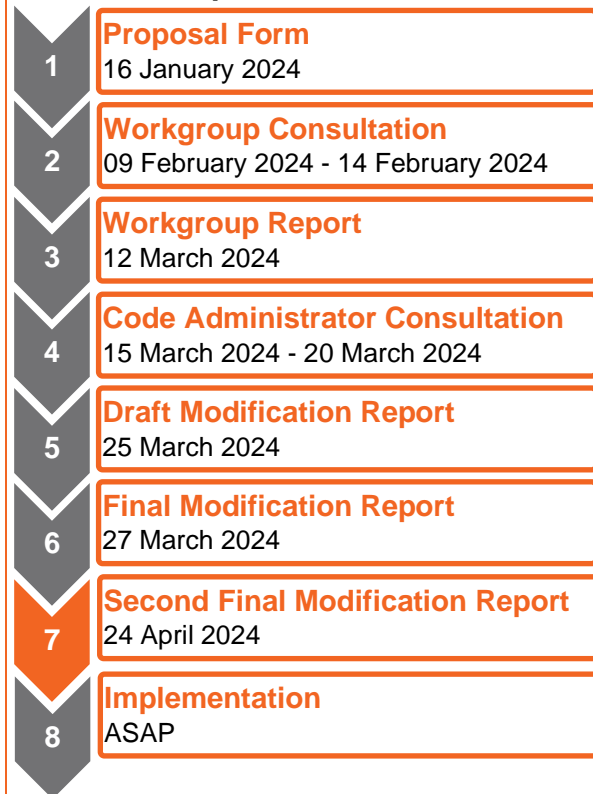 1
Proposal Form
16 January 2024
2
Workgroup Consultation
09 February 2024 - 14 February 2024
3
Workgroup Report
12 March 2024
4
Code Administrator Consultation
15 March 2024 - 20 March 2024
5
Draft Modification Report
25 March 2024
6
Final Modification Report
27 March 2024
7
Second Final Modification Report
24 April 2024
8
Implementation
ASAP